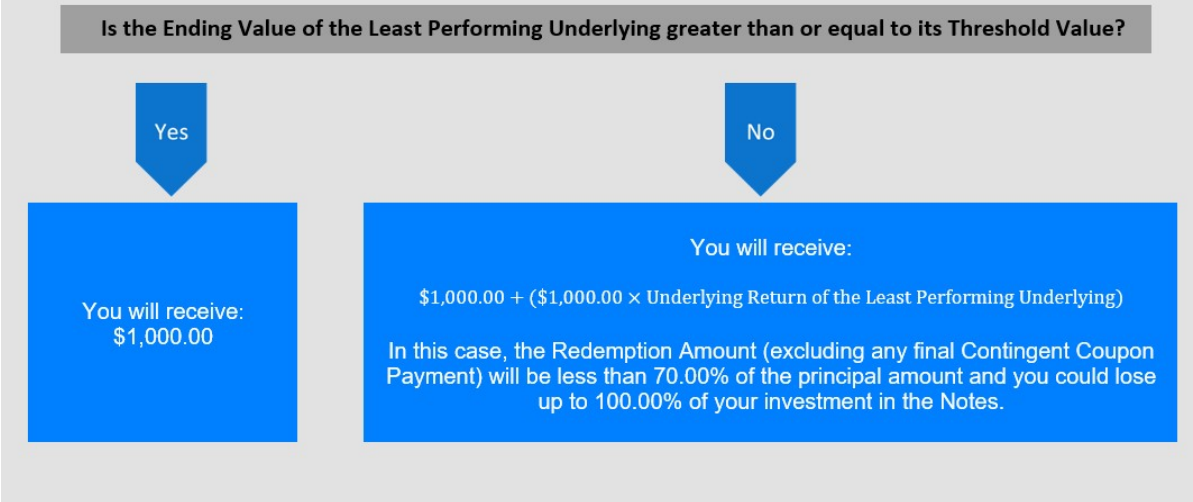 Is the Ending Value of the Least Performing Underlying greater than or equal to its Threshold Value?
Yes
No
You will receive:
$1,000.00
You will receive:
$1,000.00 + ($1,000.00 × Underlying Return of the Least Performing Underlying)
In this case, the Redemption Amount (excluding any final Contingent Coupon
Payment) will be less than 70.00% of the principal amount and you could lose
up to 100.00% of your investment in the Notes.